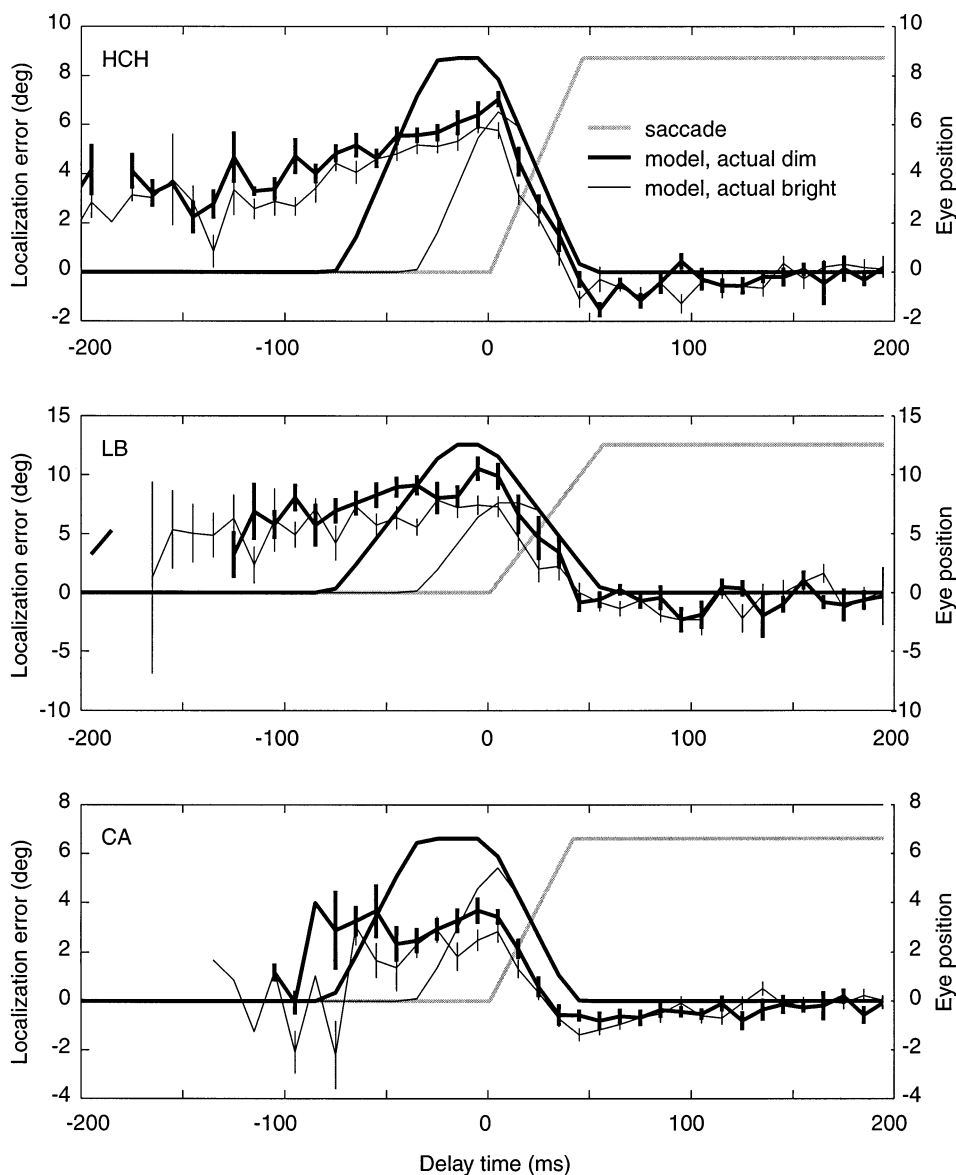 10
8
6
4
2
0
-2
Localization error (deg)
HCH
saccade
model, actual dim
model, actual bright
10
8
6
4
2
0
-2
Eye position
-200 -100 0 100 200
15
10
5
0
-5
-10
Localization error (deg)
LB
15
10
5
0
-5
-10
Eye position
-200 -100 0 100 200
8
6
4
2
0
-2
-4
Localization error (deg)
CA
8
6
4
2
0
-2
-4
Eye position
-200 -100 0 100 200
Delay time (ms)